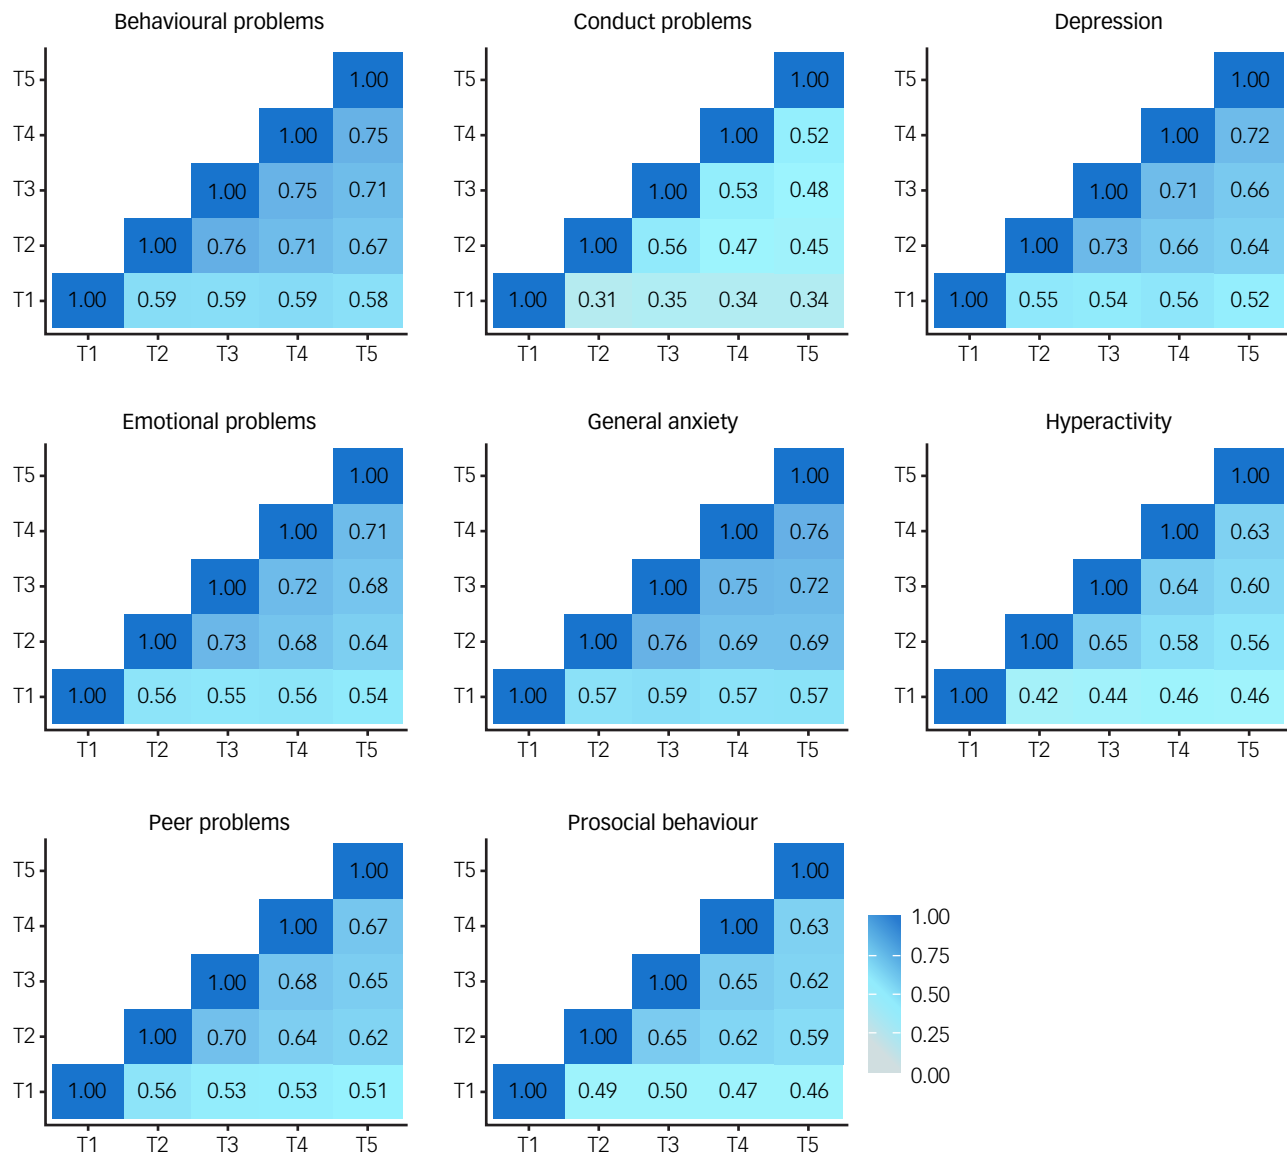 Behavioural problems Conduct problems Depression
T5 1.00 T5 1.00 T5 1.00
T4 1.00 0.75 T4 1.00 0.52 T4 1.00 0.72
T3 1.00 0.75 0.71 T3 1.00 0.53 0.48 T3 1.00 0.71 0.66
T2 1.00 0.76 0.71 0.67 T2 1.00 0.56 0.47 0.45 T2 1.00 0.73 0.66 0.64
T1 1.00 0.59 0.59 0.59 0.58 T1 1.00 0.31 0.35 0.34 0.34 T1 1.00 0.55 0.54 0.56 0.52
T1 T2 T3 T4 T5 T1 T2 T3 T4 T5 T1 T2 T3 T4 T5
Emotional problems General anxiety Hyperactivity
T5 1.00 T5 1.00 T5 1.00
T4 1.00 0.71 T4 1.00 0.76 T4 1.00 0.63
T3 1.00 0.72 0.68 T3 1.00 0.75 0.72 T3 1.00 0.64 0.60
T2 1.00 0.73 0.68 0.64 T2 1.00 0.76 0.69 0.69 T2 1.00 0.65 0.58 0.56
T1 1.00 0.56 0.55 0.56 0.54 T1 1.00 0.57 0.59 0.57 0.57 T1 1.00 0.42 0.44 0.46 0.46
T1 T2 T3 T4 T5 T1 T2 T3 T4 T5 T1 T2 T3 T4 T5
Peer problems Prosocial behaviour
T5 1.00 T5 1.00
T4 1.00 0.67 T4 1.00 0.63
T3 1.00 0.68 0.65 T3 1.00 0.65 0.62
T2 1.00 0.70 0.64 0.62 T2 1.00 0.65 0.62 0.59
T1 1.00 0.56 0.53 0.53 0.51 T1 1.00 0.49 0.50 0.47 0.46
T1 T2 T3 T4 T5 T1 T2 T3 T4 T5
1.00
0.75
0.50
0.25
0.00